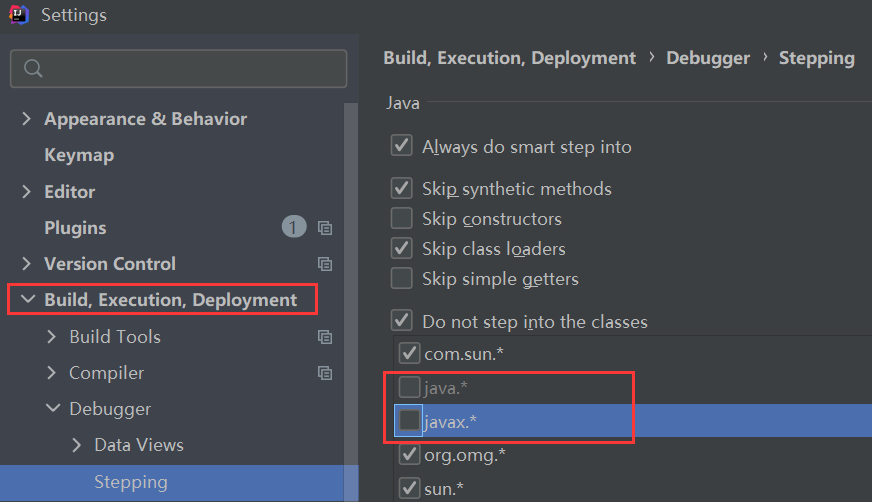 Settings
Appearance & Behavior
Keymap
Editor
Plugins 1
Version Control
Build, Execution, Deployment
Build Tools
Compiler
Debugger
Data Views
Stepping
Build, Execution, Deployment › Debugger › Stepping
Java
Always do smart step into
Skip synthetic methods
Skip constructors
Skip class loaders
Skip simple getters
Do not step into the classes
com.sun.*
java.*
javax.*
org.omg.*
sun.*